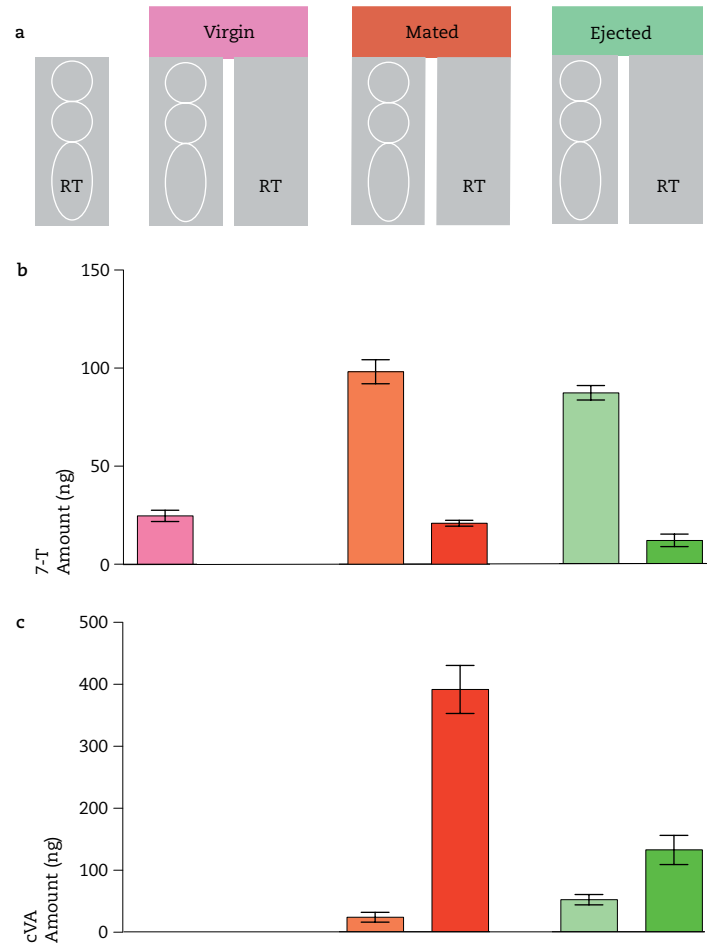 a
Virgin
Mated
Ejected
RT
RT
RT
RT
b
150
100
50
0
7-T
Amount (ng)
c
500
400
300
200
100
0
cVA
Amount (ng)